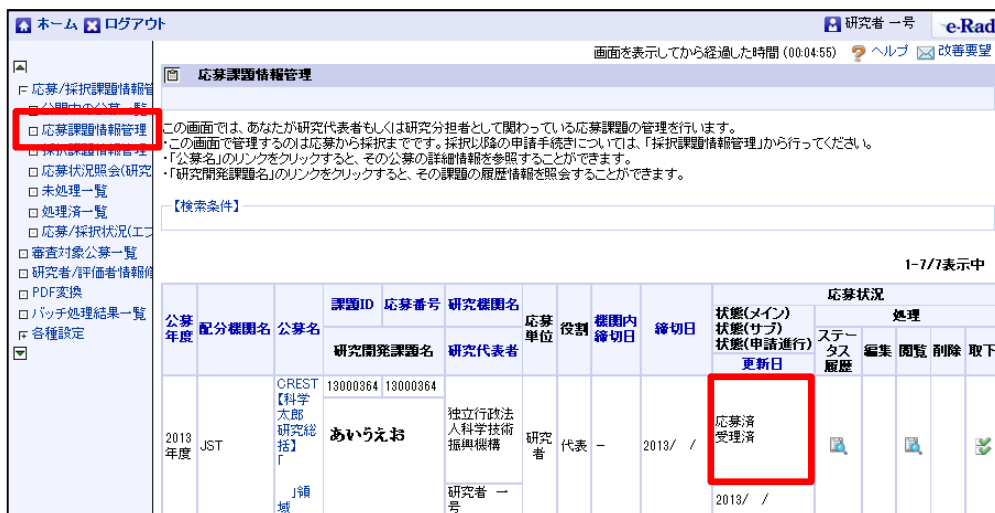 ホーム ログアウト
研究者 一号
e-Rad
画面を表示してから経過した時間 (00:04:55) ヘルプ 改善要望
応募/採択課題情報管
公開中の公募一覧
応募課題情報管理
採択課題情報管理
応募状況照会(研究
未処理一覧
処理済一覧
応募/採択状況(エフ
審査対象公募一覧
研究者/評価者情報修
PDF変換
バッチ処理結果一覧
各種設定
応募課題情報管理
この画面では、あなたが研究代表者もしくは研究分担者として関わっている応募課題の管理を行います。
・この画面で管理するのは応募から採択までです。採択以降の申請手続きについては、「採択課題情報管理」から行ってください。
・「公募名」のリンクをクリックすると、その公募の詳細情報を参照することができます。
・「研究開発課題名」のリンクをクリックすると、その課題の履歴情報を照会することができます。
【検索条件】
1-7/7表示中
公募
年度
配分機関名
公募名
課題ID
応募番号
研究機関名
研究開発課題名
研究代表者
応募
単位
役割
機関内
締切日
締切日
応募状況
状態(メイン)
状態(サブ)
状態(申請進行)
更新日
処理
ステー
タス
履歴
編集
閲覧
削除
取下
2013
年度
JST
CREST
【科学
太郎
研究総
括】
「
」領
域
13000364
13000364
あいうえお
独立行政法
人科学技術
振興機構
研究者 一
号
研究
者
代表
-
2013/ /
応募済
受理済
2013/ /